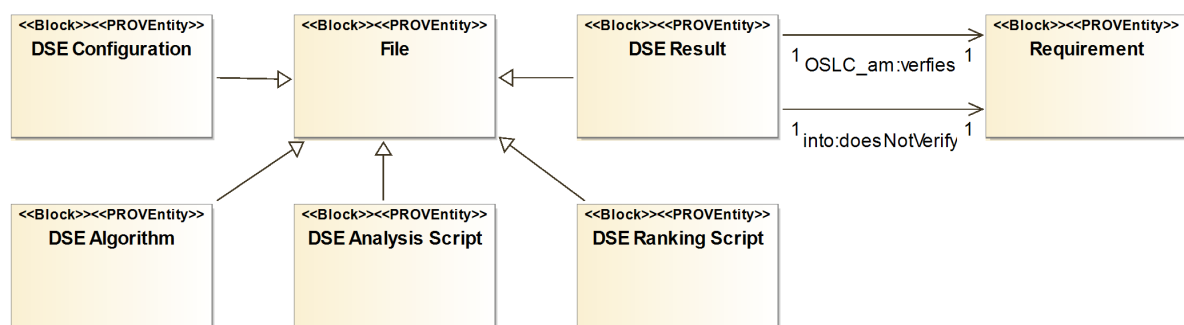 <<Block>><<PROVEntity>>
DSE Configuration
<<Block>><<PROVEntity>>
File
<<Block>><<PROVEntity>>
DSE Result
1
OSLC_am:verfies
1
1
into:doesNotVerify
1
<<Block>><<PROVEntity>>
Requirement
<<Block>><<PROVEntity>>
DSE Algorithm
<<Block>><<PROVEntity>>
DSE Analysis Script
<<Block>><<PROVEntity>>
DSE Ranking Script